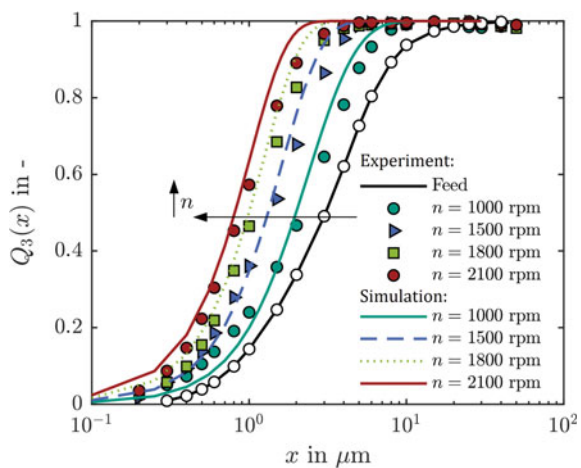 1
0.8
0.6
0.4
0.2
0
Q₃(x) in -
n
Experiment:
Feed
n = 1000 rpm
n = 1500 rpm
n = 1800 rpm
n = 2100 rpm
Simulation:
n = 1000 rpm
n = 1500 rpm
n = 1800 rpm
n = 2100 rpm
10⁻¹ 10⁰ 10¹ 10²
x in μm